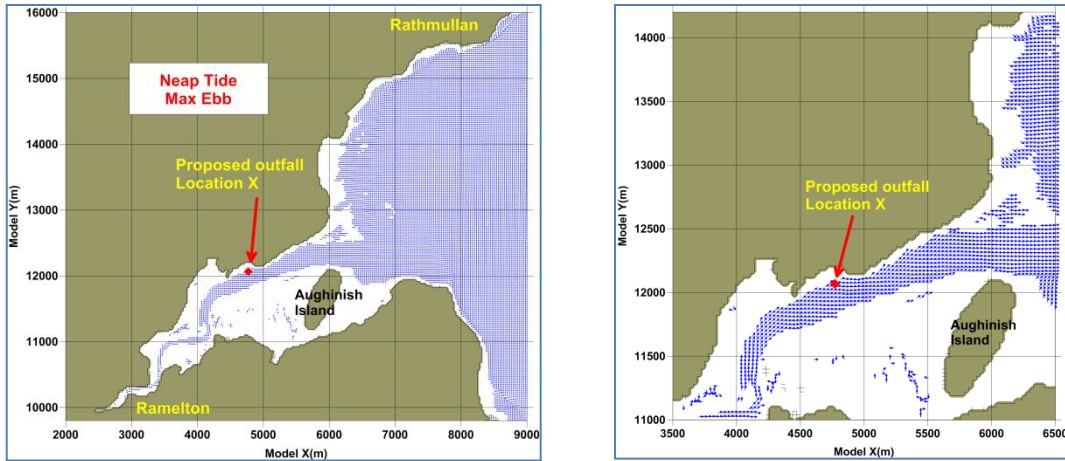 16000
15000
14000
13000
12000
11000
10000
Model Y(m)
Rathmullan
Neap Tide
Max Ebb
Proposed outfall
Location X
Aughinish
Island
Ramelton
2000 3000 4000 5000 6000 7000 8000 9000
Model X(m)
14000
13500
13000
12500
12000
11500
11000
Model Y(m)
Proposed outfall
Location X
Aughinish
Island
3500 4000 4500 5000 5500 6000 6500
Model X(m)